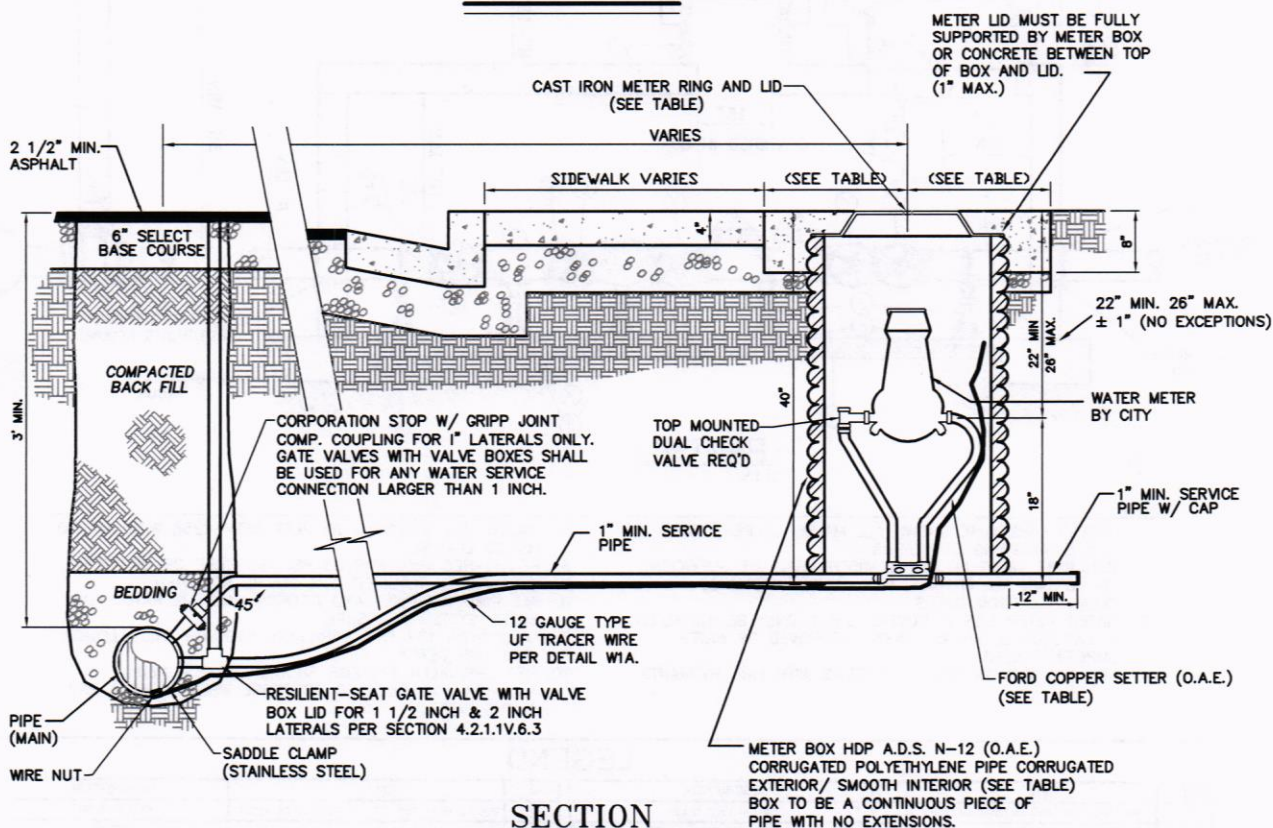 METER LID MUST BE FULLY
SUPPORTED BY METER BOX
OR CONCRETE BETWEEN TOP
OF BOX AND LID.
(1" MAX.)
CAST IRON METER RING AND LID
(SEE TABLE)
VARIES
2 1/2" MIN.
ASPHALT
SIDEWALK VARIES
(SEE TABLE)
(SEE TABLE)
6" SELECT
BASE COURSE
4"
8"
22" MIN. 26" MAX.
± 1" (NO EXCEPTIONS)
22" MIN
26" MAX.
COMPACTED
BACK FILL
3' MIN.
40"
WATER METER
BY CITY
CORPORATION STOP W/ GRIPP JOINT
COMP. COUPLING FOR 1" LATERALS ONLY.
GATE VALVES WITH VALVE BOXES SHALL
BE USED FOR ANY WATER SERVICE
CONNECTION LARGER THAN 1 INCH.
TOP MOUNTED
DUAL CHECK
VALVE REQ'D
18"
1" MIN. SERVICE
PIPE W/ CAP
1" MIN. SERVICE
PIPE
BEDDING
45°
12" MIN.
12 GAUGE TYPE
UF TRACER WIRE
PER DETAIL W1A.
FORD COPPER SETTER (O.A.E.)
(SEE TABLE)
RESILIENT-SEAT GATE VALVE WITH VALVE
BOX LID FOR 1 1/2 INCH & 2 INCH
LATERALS PER SECTION 4.2.1.1V.6.3
PIPE
(MAIN)
SADDLE CLAMP
(STAINLESS STEEL)
WIRE NUT
METER BOX HDP A.D.S. N-12 (O.A.E.)
CORRUGATED POLYETHYLENE PIPE CORRUGATED
EXTERIOR/ SMOOTH INTERIOR (SEE TABLE)
BOX TO BE A CONTINUOUS PIECE OF
PIPE WITH NO EXTENSIONS.
SECTION